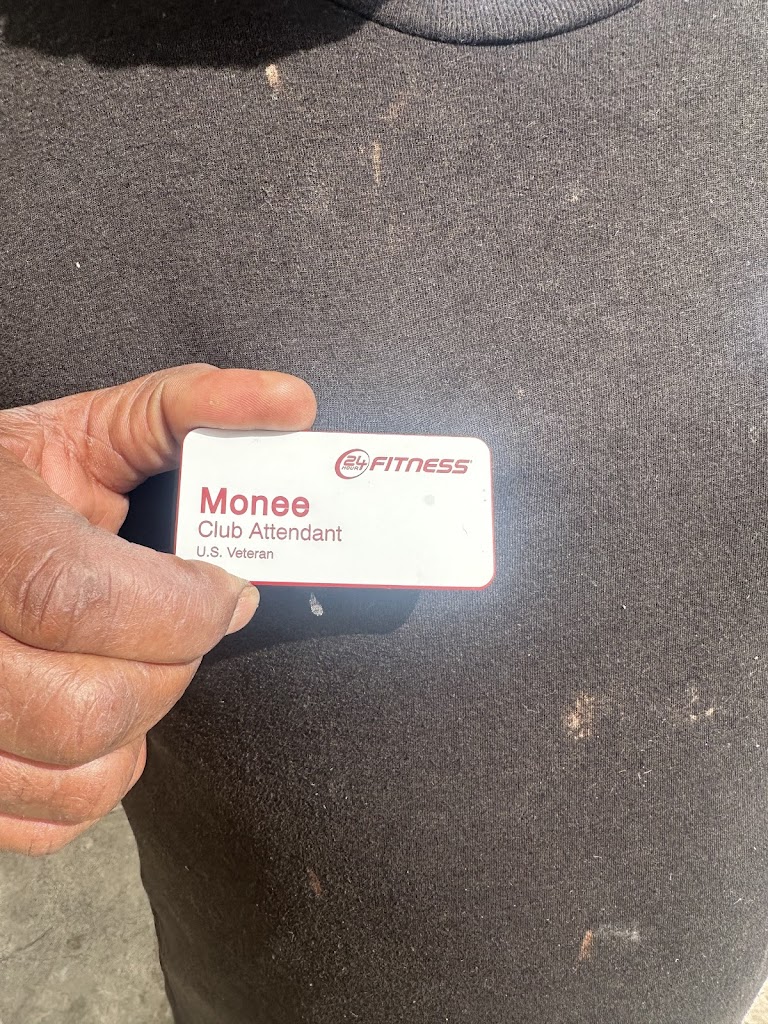 24 HOUR FITNESS
Monee
Club Attendant
U.S. Veteran